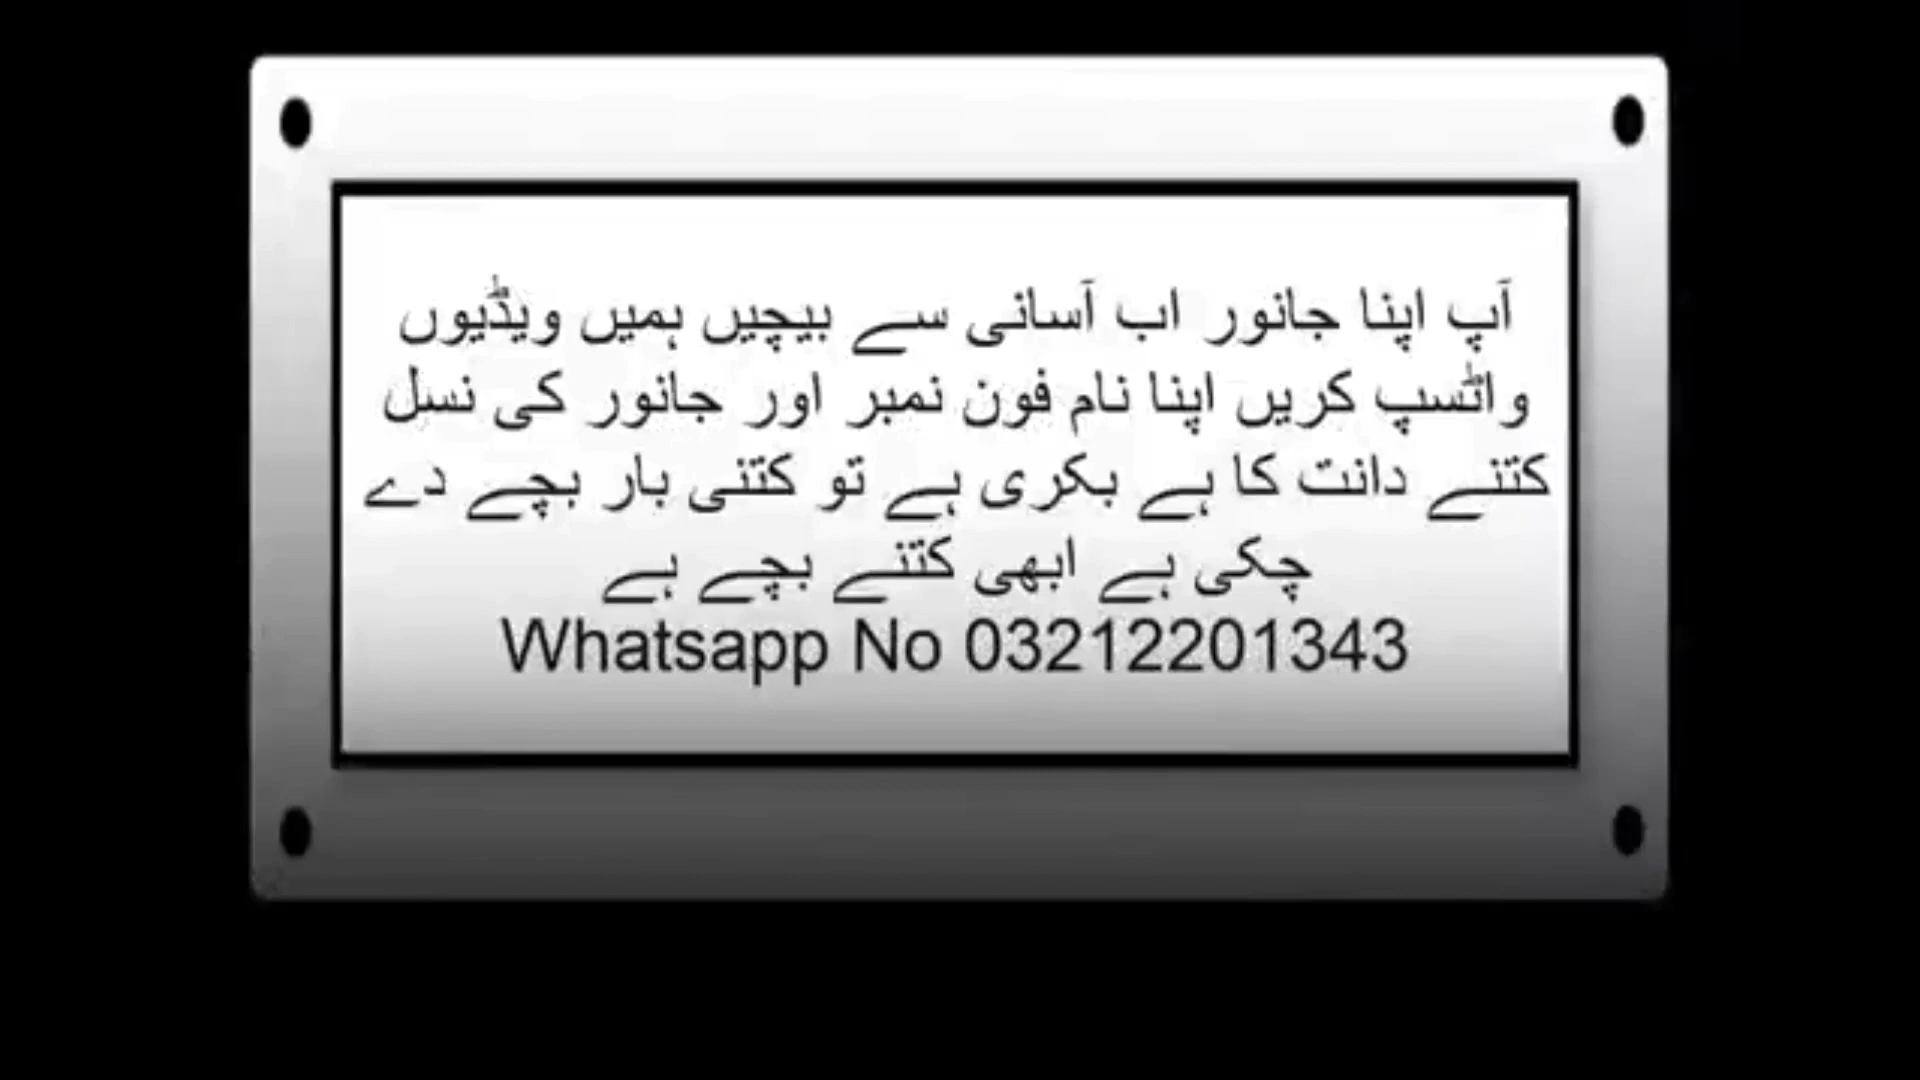 آپ اپنا جانور اب آسانی سے بیچیں ہمیں ویڈیوں
واٹسپ کریں اپنا نام فون نمبر اور جانور کی نسل
کتنے دانت کا ہے بکری ہے تو کتنی بار بچے دے
چکی ہے ابھی کتنے بچے ہے
Whatsapp No 03212201343